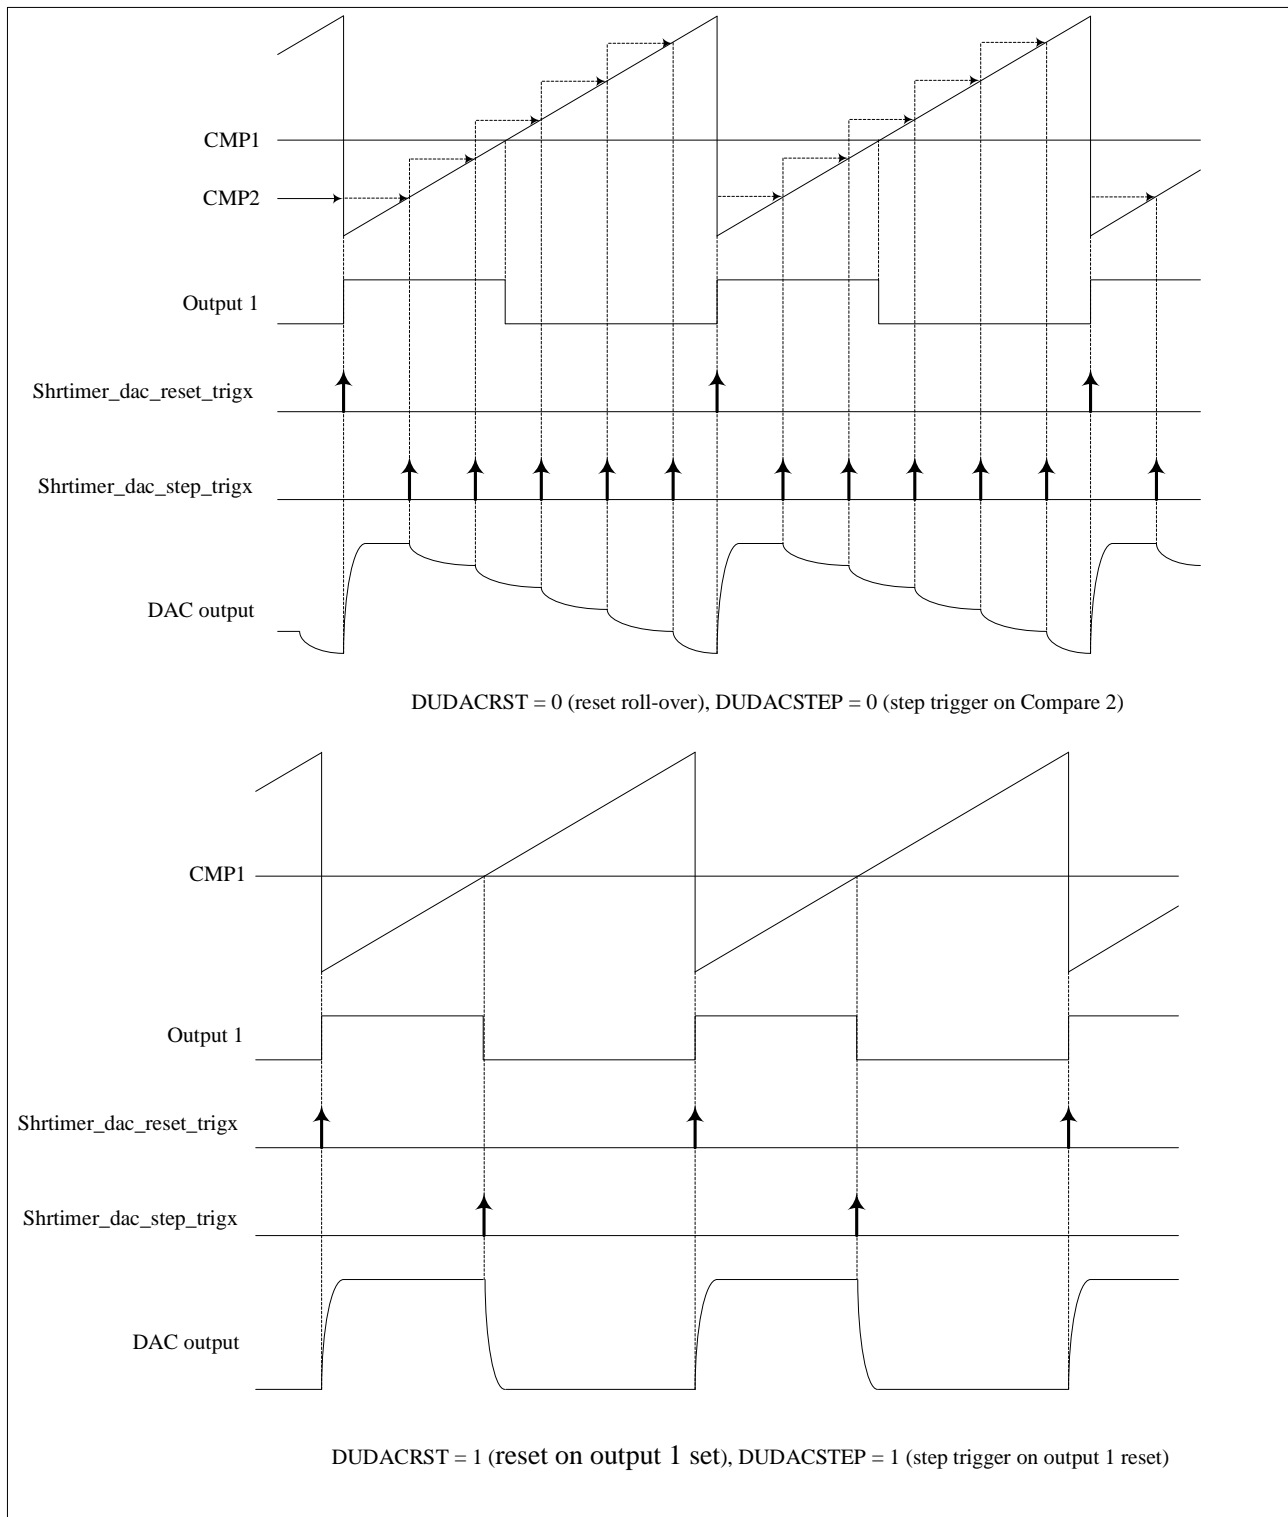 CMP1
CMP2
Output 1
Shrtimer_dac_reset_trigx
Shrtimer_dac_step_trigx
DAC output
DUDACRST = 0 (reset roll-over), DUDACSTEP = 0 (step trigger on Compare 2)
CMP1
Output 1
Shrtimer_dac_reset_trigx
Shrtimer_dac_step_trigx
DAC output
DUDACRST = 1 (reset on output 1 set), DUDACSTEP = 1 (step trigger on output 1 reset)